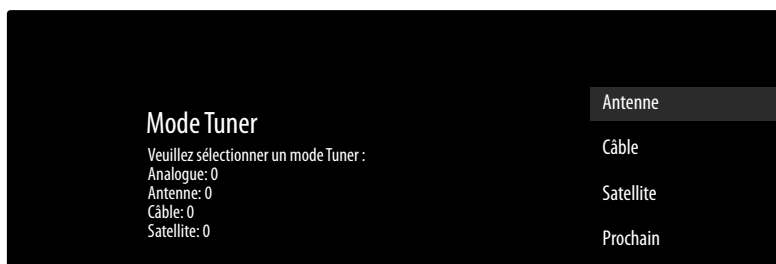 Mode Tuner
Veuillez sélectionner un mode Tuner :
Analogue: 0
Antenne: 0
Câble: 0
Satellite: 0
Antenne
Câble
Satellite
Prochain